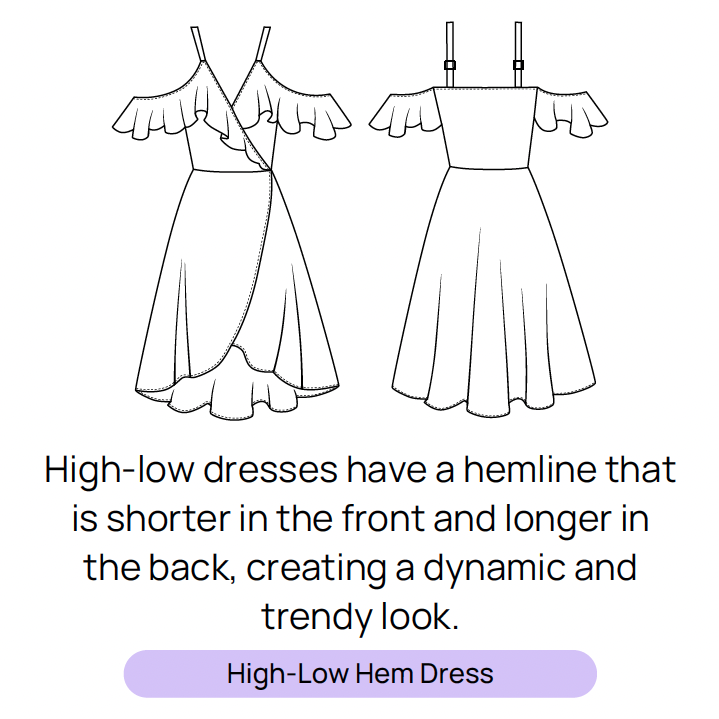 High-low dresses have a hemline that
is shorter in the front and longer in
the back, creating a dynamic and
trendy look.
High-Low Hem Dress